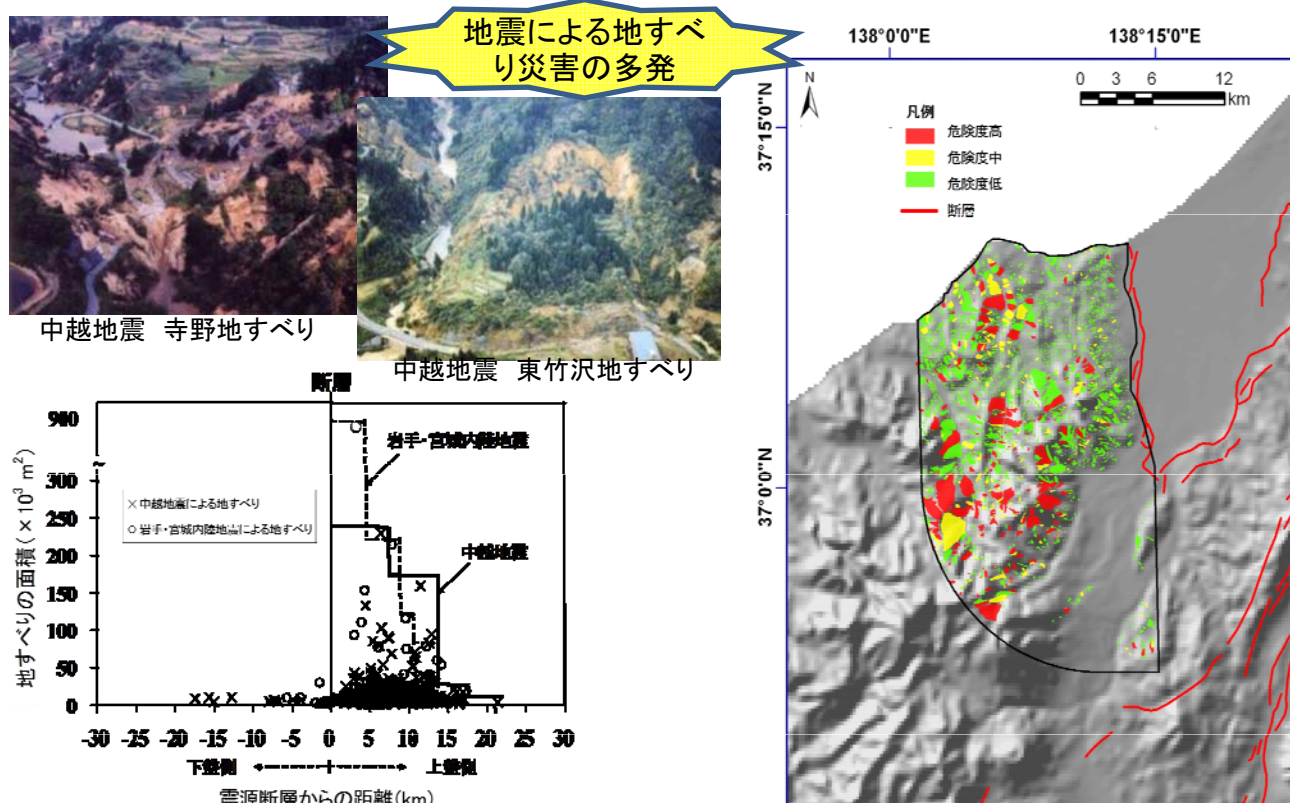 地震による地すべ
り災害の多発
中越地震 寺野地すべり
中越地震 東竹沢地すべり
断層
地すべりの面積(×10³ m²)
900
300
250
200
150
100
50
0
岩手・宮城内陸地震
×中越地震による地すべり
○岩手・宮城内陸地震による地すべり
中越地震
-30 -25 -15 -10 -5 0 5 10 15 20 25 30
下盤側 上盤側
震源断層からの距離(km)
138°0'0"E
138°15'0"E
N
0 3 6 12
km
37°15'0"N
凡例
危険度高
危険度中
危険度低
断層
37°0'0"N